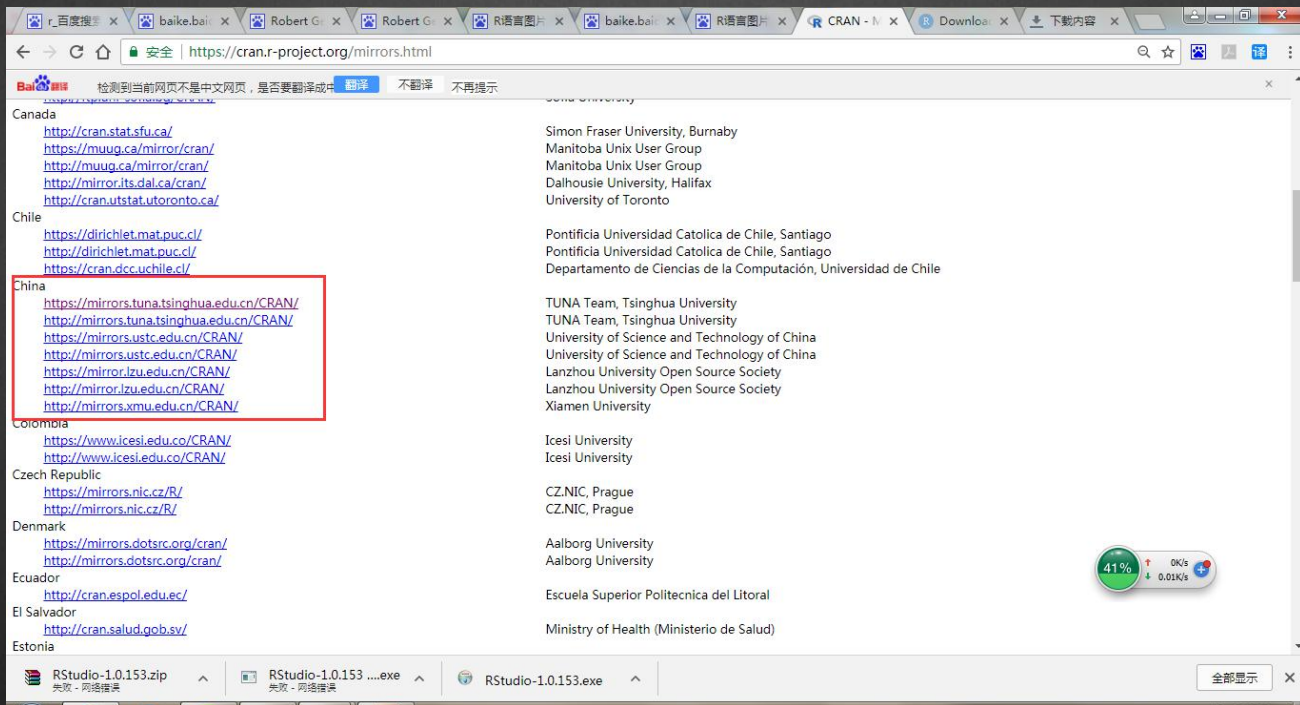 r_百度搜索
baike.baid
Robert Ge
Robert Ge
R语言图片
baike.baid
R语言图片
CRAN - M
Downloa
下载内容
安全 | https://cran.r-project.org/mirrors.html
译
Bai 翻译 检测到当前网页不是中文网页，是否要翻译成中 翻译 不翻译 不再提示
Canada
http://cran.stat.sfu.ca/ Simon Fraser University, Burnaby
https://muug.ca/mirror/cran/ Manitoba Unix User Group
http://muug.ca/mirror/cran/ Manitoba Unix User Group
http://mirror.its.dal.ca/cran/ Dalhousie University, Halifax
http://cran.utstat.utoronto.ca/ University of Toronto
Chile
https://dirichlet.mat.puc.cl/ Pontificia Universidad Catolica de Chile, Santiago
http://dirichlet.mat.puc.cl/ Pontificia Universidad Catolica de Chile, Santiago
https://cran.dcc.uchile.cl/ Departamento de Ciencias de la Computación, Universidad de Chile
China
https://mirrors.tuna.tsinghua.edu.cn/CRAN/ TUNA Team, Tsinghua University
http://mirrors.tuna.tsinghua.edu.cn/CRAN/ TUNA Team, Tsinghua University
https://mirrors.ustc.edu.cn/CRAN/ University of Science and Technology of China
http://mirrors.ustc.edu.cn/CRAN/ University of Science and Technology of China
https://mirror.lzu.edu.cn/CRAN/ Lanzhou University Open Source Society
http://mirror.lzu.edu.cn/CRAN/ Lanzhou University Open Source Society
http://mirrors.xmu.edu.cn/CRAN/ Xiamen University
Colombia
https://www.icesi.edu.co/CRAN/ Icesi University
http://www.icesi.edu.co/CRAN/ Icesi University
Czech Republic
https://mirrors.nic.cz/R/ CZ.NIC, Prague
http://mirrors.nic.cz/R/ CZ.NIC, Prague
Denmark
https://mirrors.dotsrc.org/cran/ Aalborg University
http://mirrors.dotsrc.org/cran/ Aalborg University
Ecuador
http://cran.espol.edu.ec/ Escuela Superior Politecnica del Litoral
El Salvador
http://cran.salud.gob.sv/ Ministry of Health (Ministerio de Salud)
Estonia
41% 0K/s
0.01K/s
RStudio-1.0.153.zip
失败 - 网络错误
RStudio-1.0.153 ....exe
失败 - 网络错误
RStudio-1.0.153.exe
全部显示